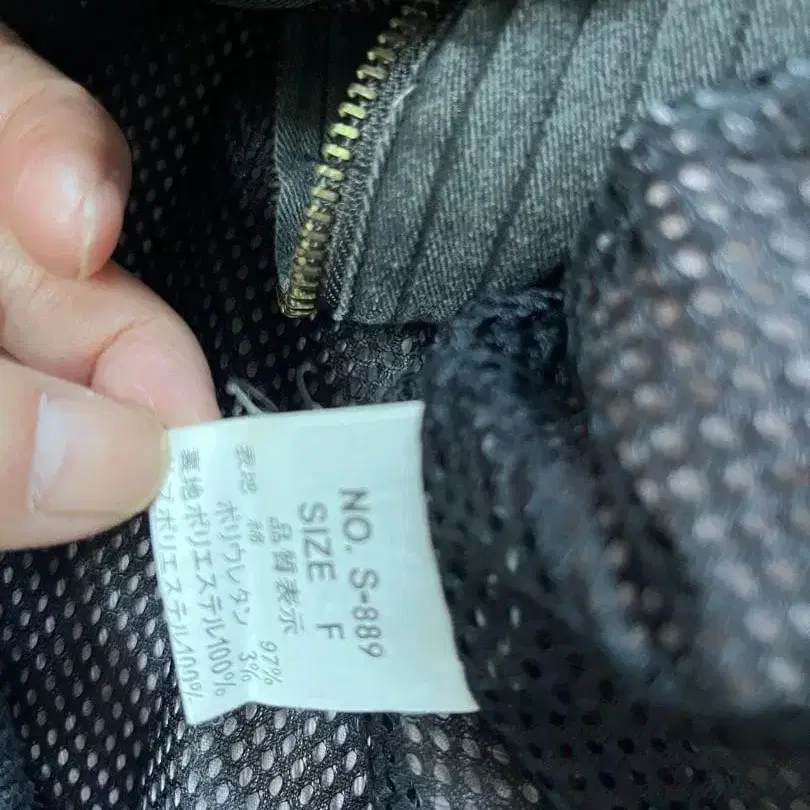 NO. S-889
SIZE F
品質表示
表地 綿 97%
ポリウレタン 3%
裏地ポリエステル100%
ポリエステル100%